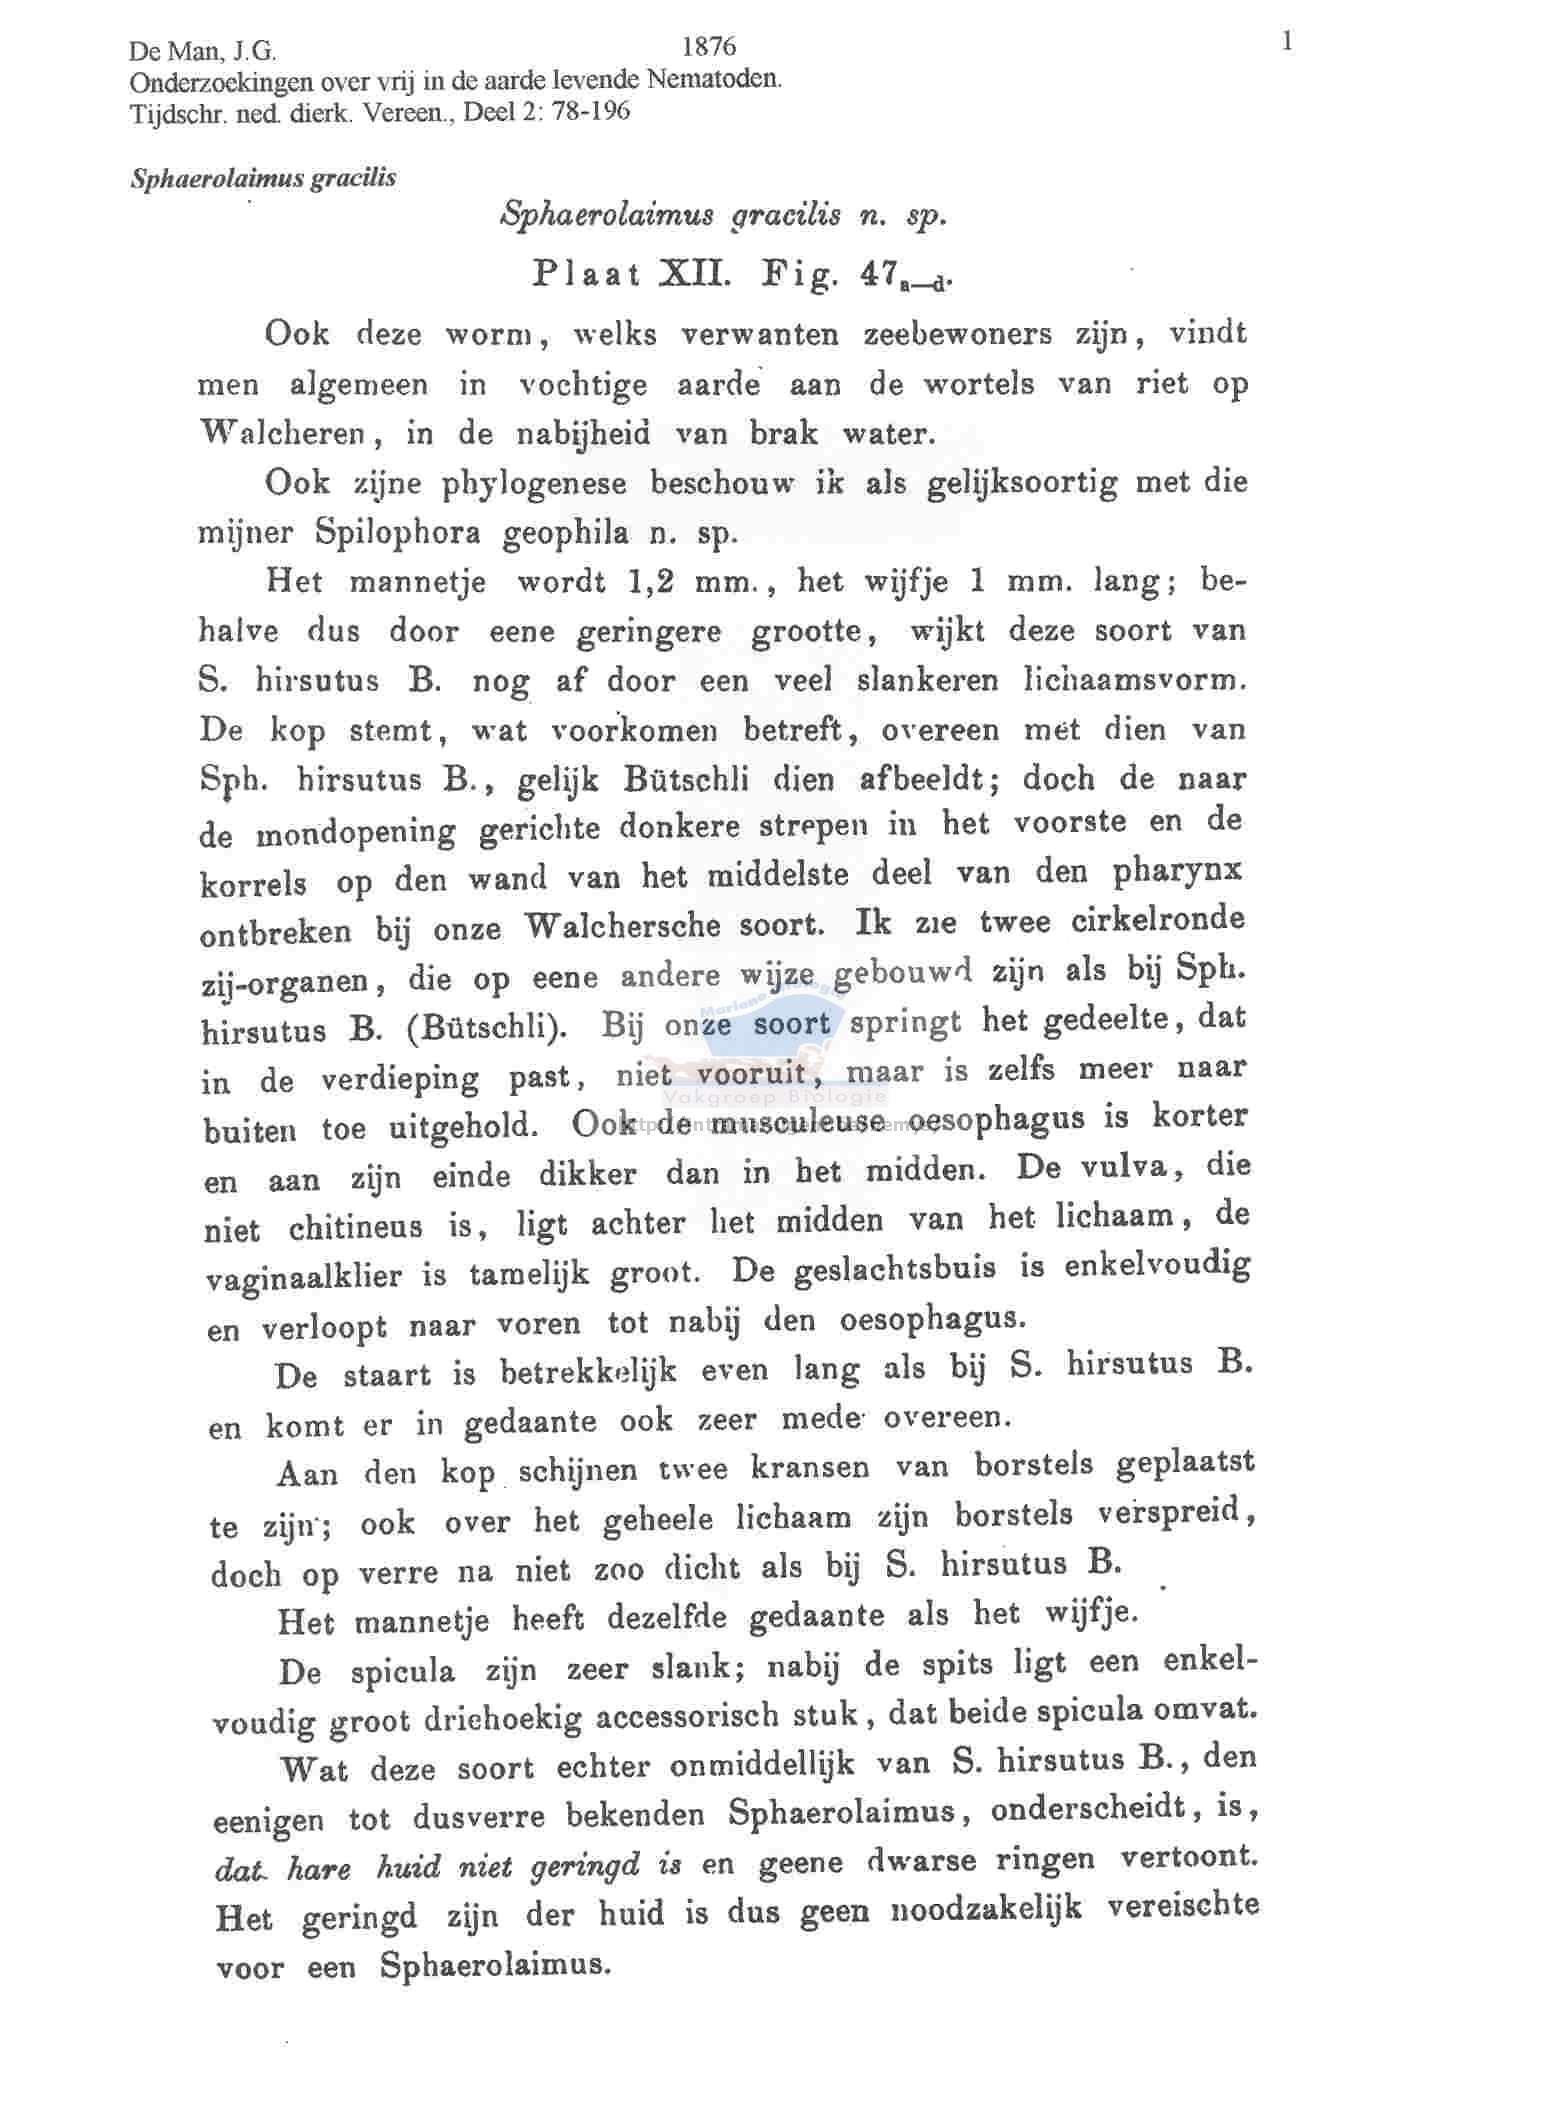 De Man, J.G. 1876 1
Onderzoekingen over vrij in de aarde levende Nematoden.
Tijdschr. ned. dierk. Vereen., Deel 2: 78-196
Sphaerolaimus gracilis
Sphaerolaimus gracilis n. sp.
Plaat XII. Fig. 47a—d.
Ook deze worm, welks verwanten zeebewoners zijn, vindt
men algemeen in vochtige aarde aan de wortels van riet op
Walcheren, in de nabijheid van brak water.
Ook zijne phylogenese beschouw ik als gelijksoortig met die
mijner Spilophora geophila n. sp.
Het mannetje wordt 1,2 mm., het wijfje 1 mm. lang; be-
halve dus door eene geringere grootte, wijkt deze soort van
S. hirsutus B. nog af door een veel slankeren lichaamsvorm.
De kop stemt, wat voorkomen betreft, overeen met dien van
Sph. hirsutus B., gelijk Bütschli dien afbeeldt; doch de naar
de mondopening gerichte donkere strepen in het voorste en de
korrels op den wand van het middelste deel van den pharynx
ontbreken bij onze Walchersche soort. Ik zie twee cirkelronde
zij-organen, die op eene andere wijze gebouwd zijn als bij Sph.
hirsutus B. (Bütschli). Bij onze soort springt het gedeelte, dat
in de verdieping past, niet vooruit, maar is zelfs meer naar
buiten toe uitgehold. Ook de musculeuse oesophagus is korter
en aan zijn einde dikker dan in het midden. De vulva, die
niet chitineus is, ligt achter het midden van het lichaam, de
vaginaalklier is tamelijk groot. De geslachtsbuis is enkelvoudig
en verloopt naar voren tot nabij den oesophagus.
De staart is betrekkelijk even lang als bij S. hirsutus B.
en komt er in gedaante ook zeer mede overeen.
Aan den kop schijnen twee kransen van borstels geplaatst
te zijn; ook over het geheele lichaam zijn borstels verspreid,
doch op verre na niet zoo dicht als bij S. hirsutus B.
Het mannetje heeft dezelfde gedaante als het wijfje.
De spicula zijn zeer slank; nabij de spits ligt een enkel-
voudig groot driehoekig accessorisch stuk, dat beide spicula omvat.
Wat deze soort echter onmiddellijk van S. hirsutus B., den
eenigen tot dusverre bekenden Sphaerolaimus, onderscheidt, is,
dat hare huid niet geringd is en geene dwarse ringen vertoont.
Het geringd zijn der huid is dus geen noodzakelijk vereischte
voor een Sphaerolaimus.
Mariene Biologie
Vakgroep Biologie